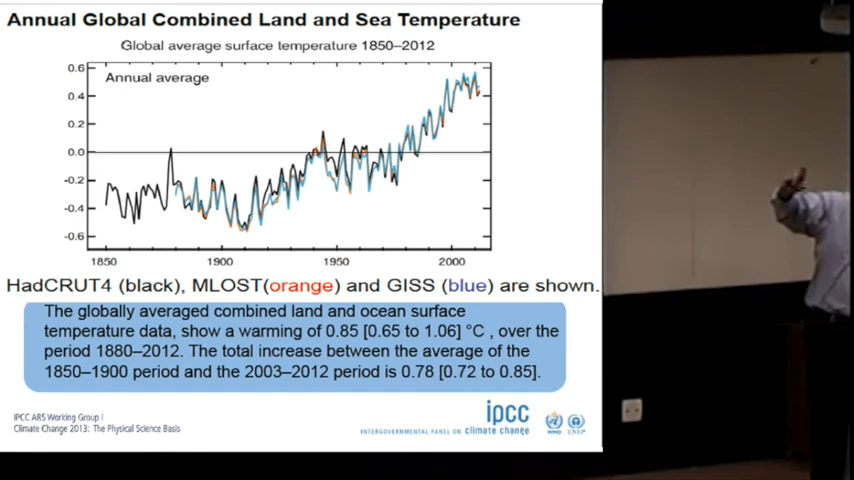 Annual Global Combined Land and Sea Temperature
Global average surface temperature 1850–2012
Annual average
0.6
0.4
0.2
0.0
-0.2
-0.4
-0.6
1850 1900 1950 2000
HadCRUT4 (black), MLOST(orange) and GISS (blue) are shown.
The globally averaged combined land and ocean surface
temperature data, show a warming of 0.85 [0.65 to 1.06] °C , over the
period 1880–2012. The total increase between the average of the
1850–1900 period and the 2003–2012 period is 0.78 [0.72 to 0.85].
IPCC AR5 Working Group I
Climate Change 2013: The Physical Science Basis
ipcc
INTERGOVERNMENTAL PANEL ON climate change
WMO UNEP